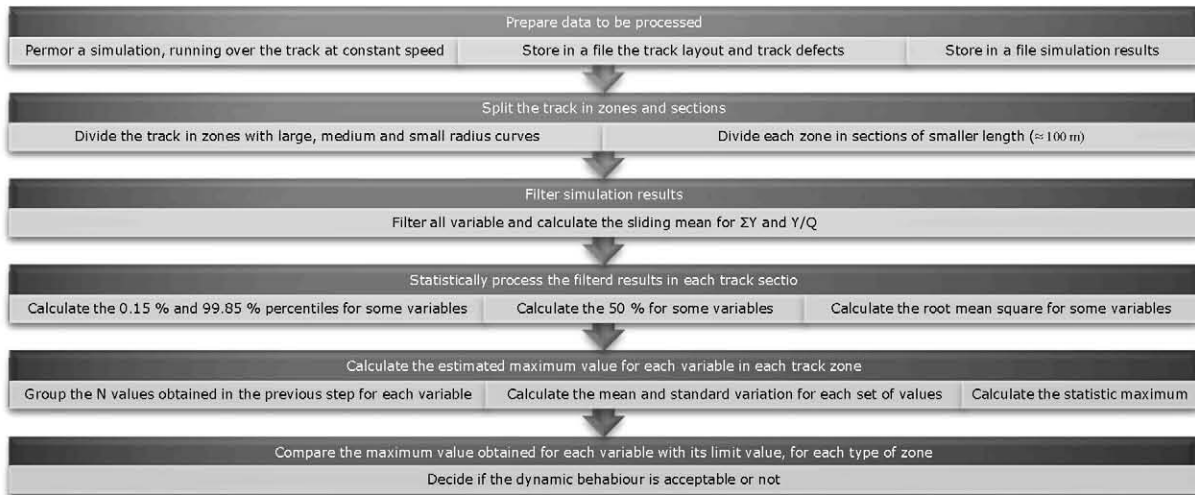 Prepare data to be processed
Permor a simulation, running over the track at constant speed
Store in a file the track layout and track defects
Store in a file simulation results
Split the track in zones and sections
Divide the track in zones with large, medium and small radius curves
Divide each zone in sections of smaller length (≈100 m)
Filter simulation results
Filter all variable and calculate the sliding mean for ΣY and Y/Q
Statistically process the filterd results in each track sectio
Calculate the 0.15 % and 99.85 % percentiles for some variables
Calculate the 50 % for some variables
Calculate the root mean square for some variables
Calculate the estimated maximum value for each variable in each track zone
Group the N values obtained in the previous step for each variable
Calculate the mean and standard variation for each set of values
Calculate the statistic maximum
Compare the maximum value obtained for each variable with its limit value, for each type of zone
Decide if the dynamic behabiour is acceptable or not